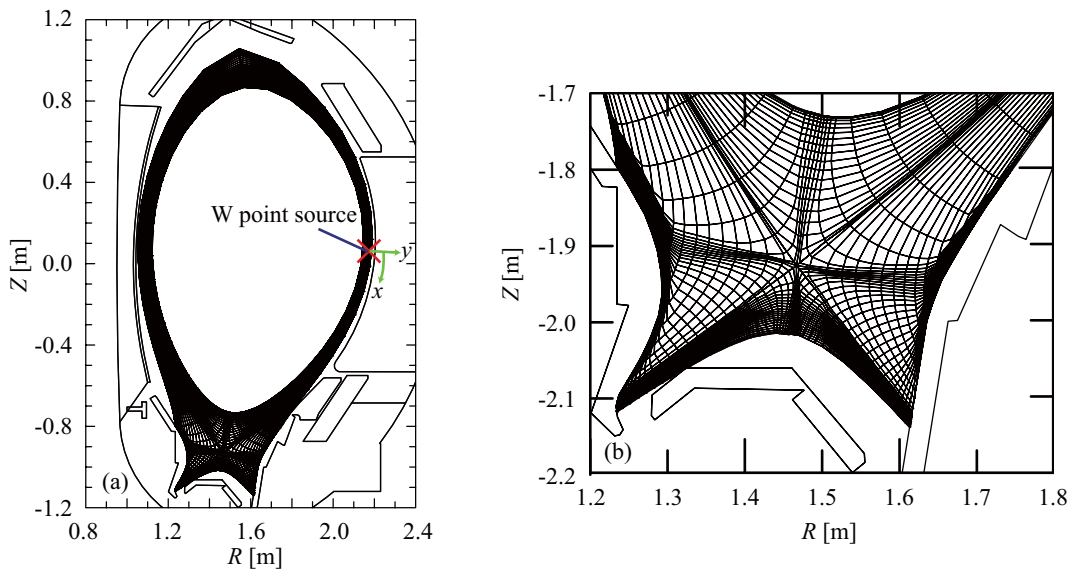 1.2
0.8
0.4
0.0
-0.4
-0.8
-1.2
Z [m]
W point source
y
x
(a)
0.8 1.2 1.6 2.0 2.4
R [m]
-1.7
-1.8
-1.9
-2.0
-2.1
-2.2
Z [m]
(b)
1.2 1.3 1.4 1.5 1.6 1.7 1.8
R [m]